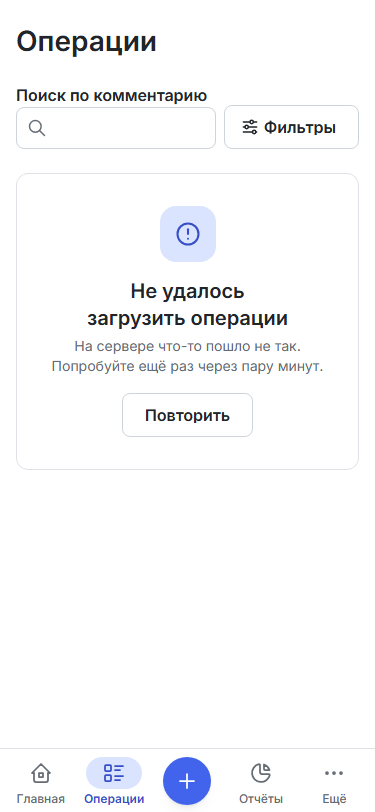 Операции
Поиск по комментарию
Фильтры
Не удалось
загрузить операции
На сервере что-то пошло не так.
Попробуйте ещё раз через пару минут.
Повторить
Главная
Операции
Отчёты
Ещё